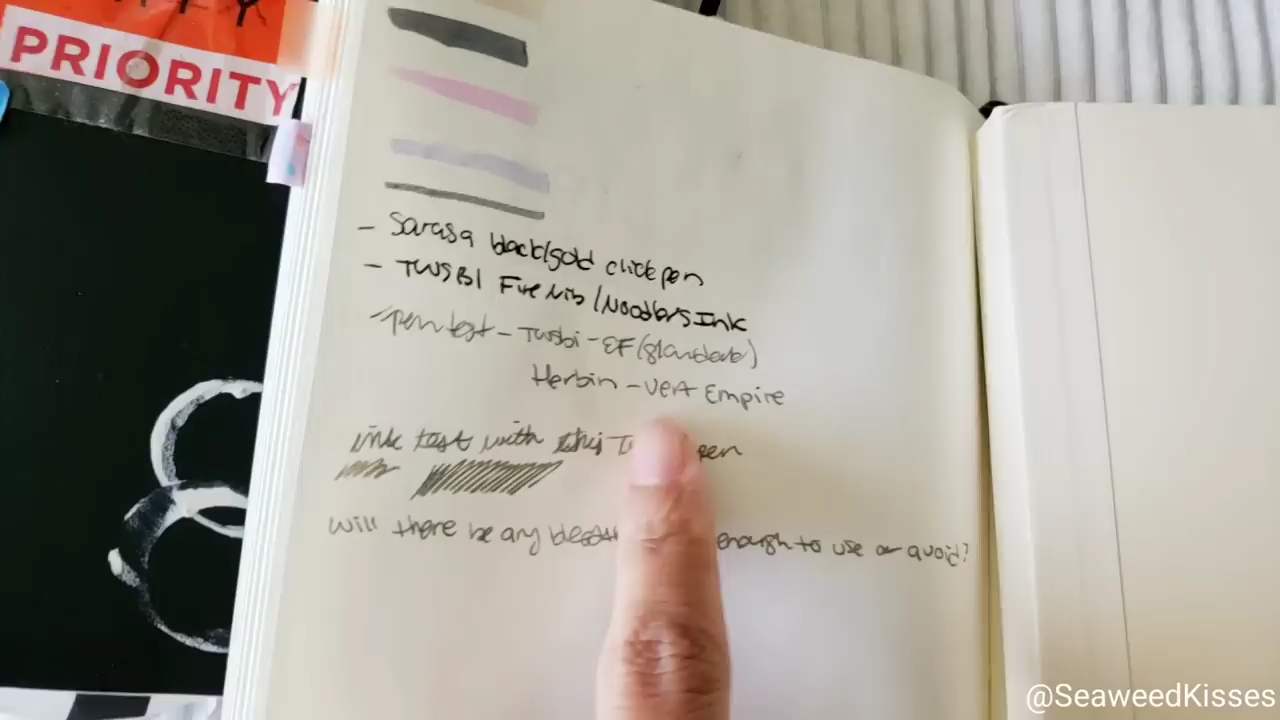 PRIORITY
- Sarasa black/gold click pen
- TWSBI Fine Nib/Noodlers Ink
- pen test - Twsbi - EF (standard)
Herbin - Vert Empire
ink test with this pen
Will there be any enough to use or avoid?
@SeaweedKisses